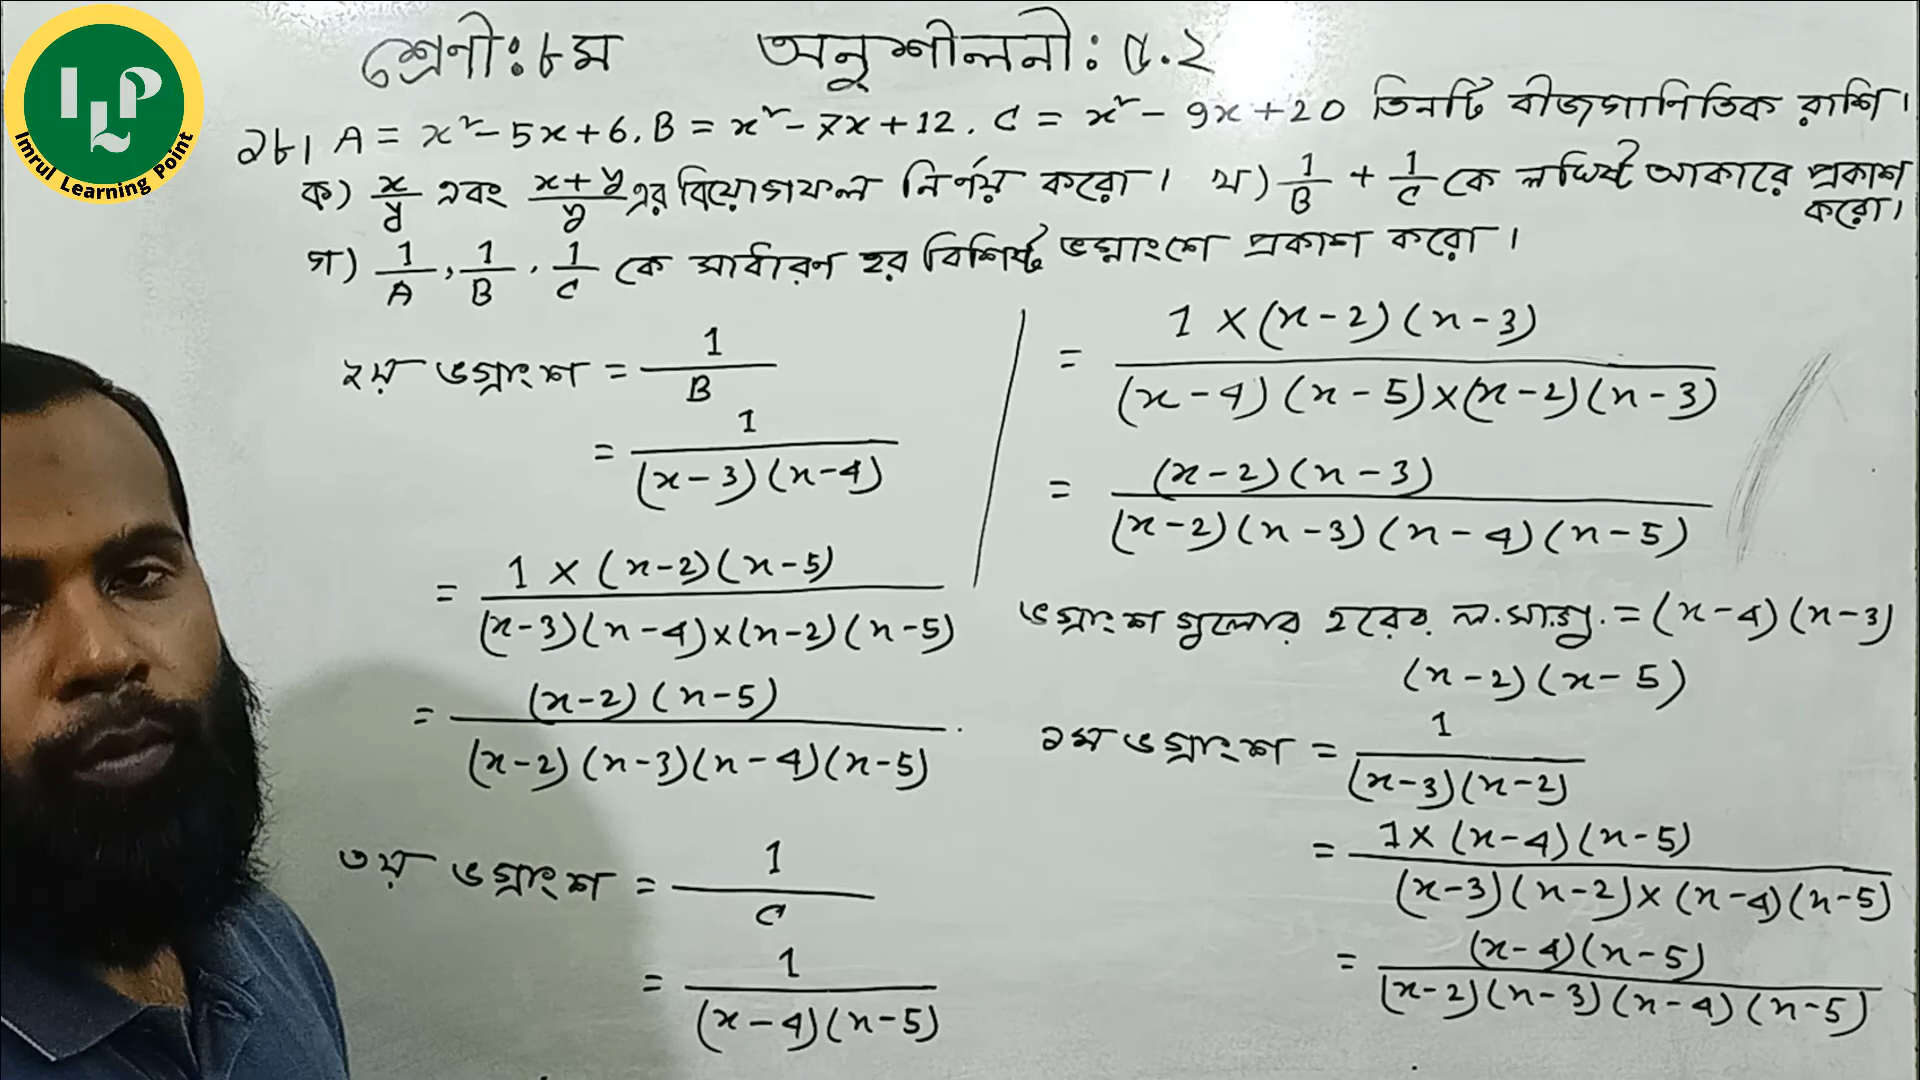 ILP
Imrul Learning Point
শ্রেণী: ৮ম অনুশীলনী: ৫.২
১৮। A = x² - 5x + 6, B = x² - 7x + 12, C = x² - 9x + 20 তিনটি বীজগাণিতিক রাশি।
ক) x/y এবং (x+y)/y এর বিয়োগফল নির্ণয় করো। খ) 1/B + 1/C কে লঘিষ্ট আকারে প্রকাশ
করো।
গ) 1/A, 1/B, 1/C কে সাধারণ হর বিশিষ্ট ভগ্নাংশে প্রকাশ করো।
২য় ভগ্নাংশ = 1/B
= 1/((x-3)(x-4))
= (1 × (x-2)(x-5))/((x-3)(x-4)×(x-2)(x-5))
= ((x-2)(x-5))/((x-2)(x-3)(x-4)(x-5)).
৩য় ভগ্নাংশ = 1/C
= 1/((x-4)(x-5))
= (1 × (x-2)(x-3))/((x-4)(x-5)×(x-2)(x-3))
= ((x-2)(x-3))/((x-2)(x-3)(x-4)(x-5))
ভগ্নাংশ গুলোর হরের ল.সা.গু. = (x-4)(x-3)
(x-2)(x-5)
১ম ভগ্নাংশ = 1/((x-3)(x-2))
= (1×(x-4)(x-5))/((x-3)(x-2)×(x-4)(x-5))
= ((x-4)(x-5))/((x-2)(x-3)(x-4)(x-5))